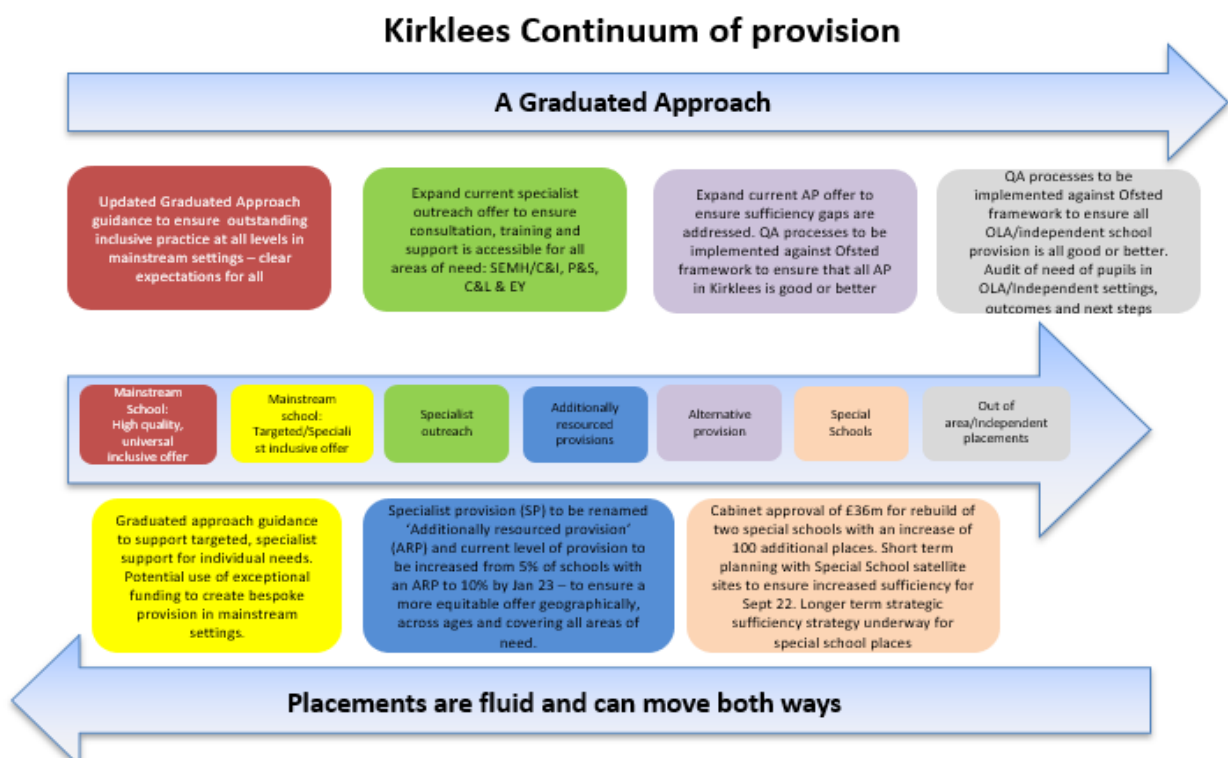 Kirklees Continuum of provision
A Graduated Approach
Updated Graduated Approach
guidance to ensure outstanding
inclusive practice at all levels in
mainstream settings – clear
expectations for all
Expand current specialist
outreach offer to ensure
consultation, training and
support is accessible for all
areas of need: SEMH/C&I, P&S,
C&L & EY
Expand current AP offer to
ensure sufficiency gaps are
addressed. QA processes to be
implemented against Ofsted
framework to ensure that all AP
in Kirklees is good or better
QA processes to be
implemented against Ofsted
framework to ensure all
OLA/independent school
provision is all good or better.
Audit of need of pupils in
OLA/Independent settings,
outcomes and next steps
Mainstream
School:
High quality,
universal
inclusive offer
Mainstream
school:
Targeted/Speciali
st inclusive offer
Specialist
outreach
Additionally
resourced
provisions
Alternative
provision
Special
Schools
Out of
area/Independent
placements
Graduated approach guidance
to support targeted, specialist
support for individual needs.
Potential use of exceptional
funding to create bespoke
provision in mainstream
settings.
Specialist provision (SP) to be renamed
‘Additionally resourced provision’
(ARP) and current level of provision to
be increased from 5% of schools with
an ARP to 10% by Jan 23 – to ensure a
more equitable offer geographically,
across ages and covering all areas of
need.
Cabinet approval of £36m for rebuild of
two special schools with an increase of
100 additional places. Short term
planning with Special School satellite
sites to ensure increased sufficiency for
Sept 22. Longer term strategic
sufficiency strategy underway for
special school places
Placements are fluid and can move both ways